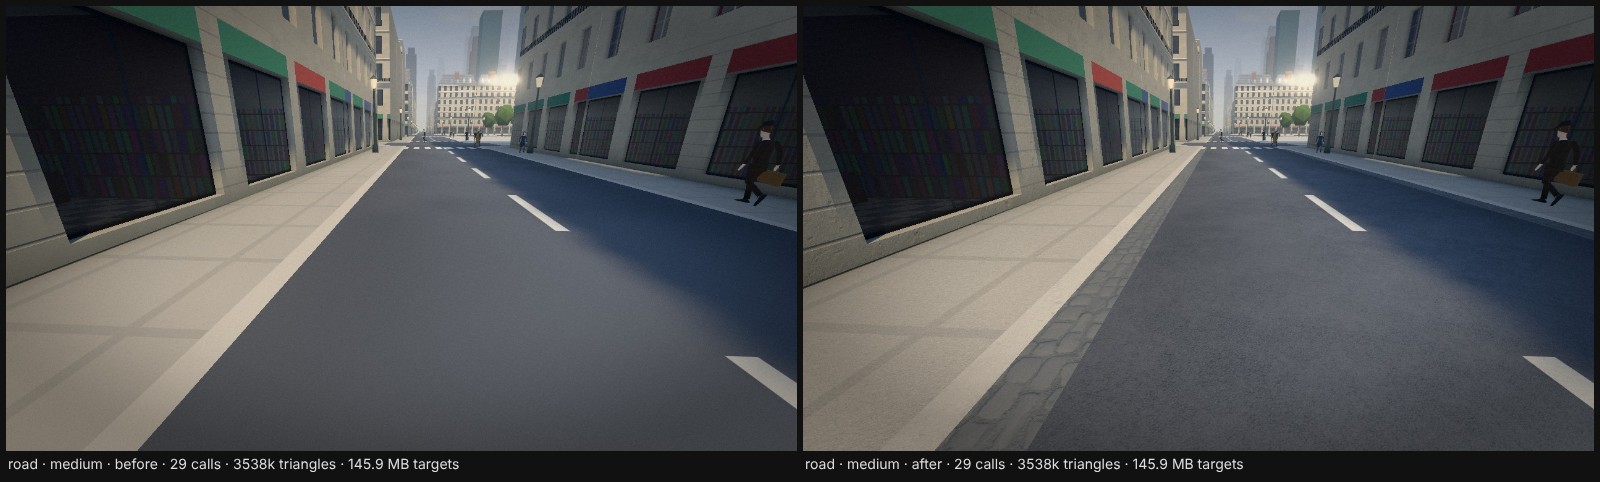 road · medium · before · 29 calls · 3538k triangles · 145.9 MB targets
road · medium · after · 29 calls · 3538k triangles · 145.9 MB targets